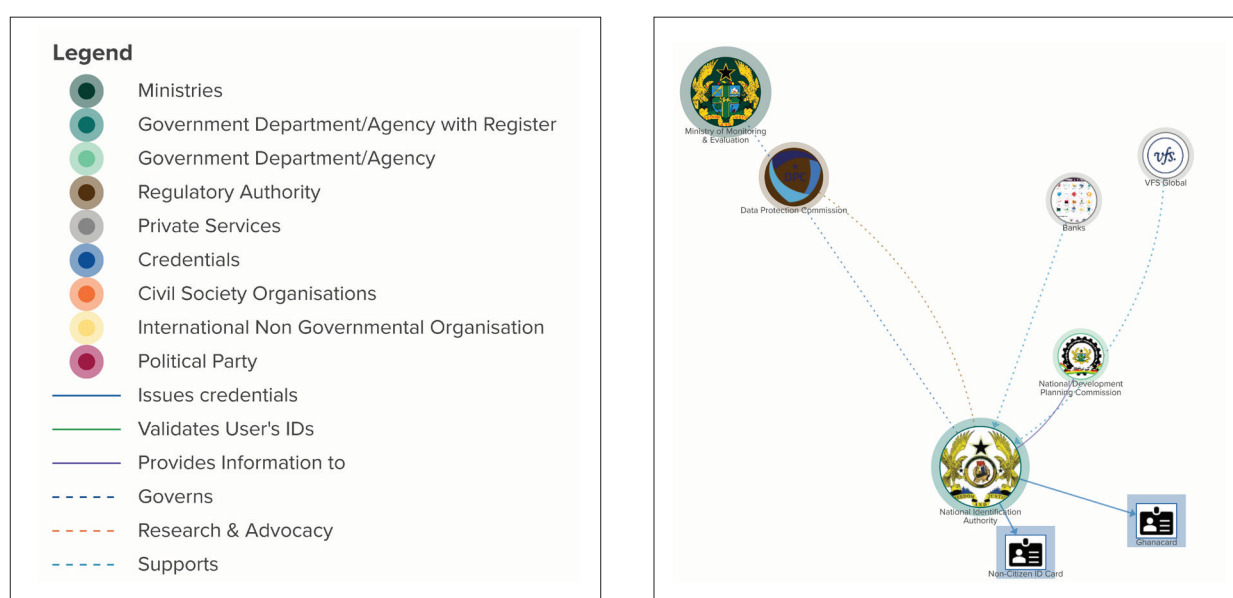 Legend
Ministries
Government Department/Agency with Register
Government Department/Agency
Regulatory Authority
Private Services
Credentials
Civil Society Organisations
International Non Governmental Organisation
Political Party
Issues credentials
Validates User's IDs
Provides Information to
Governs
Research & Advocacy
Supports
Ministry of Monitoring
& Evaluation
DPC
Data Protection Commission
vfs.
VFS Global
Banks
National Development
Planning Commission
National Identification
Authority
Ghanacard
Non-Citizen ID Card